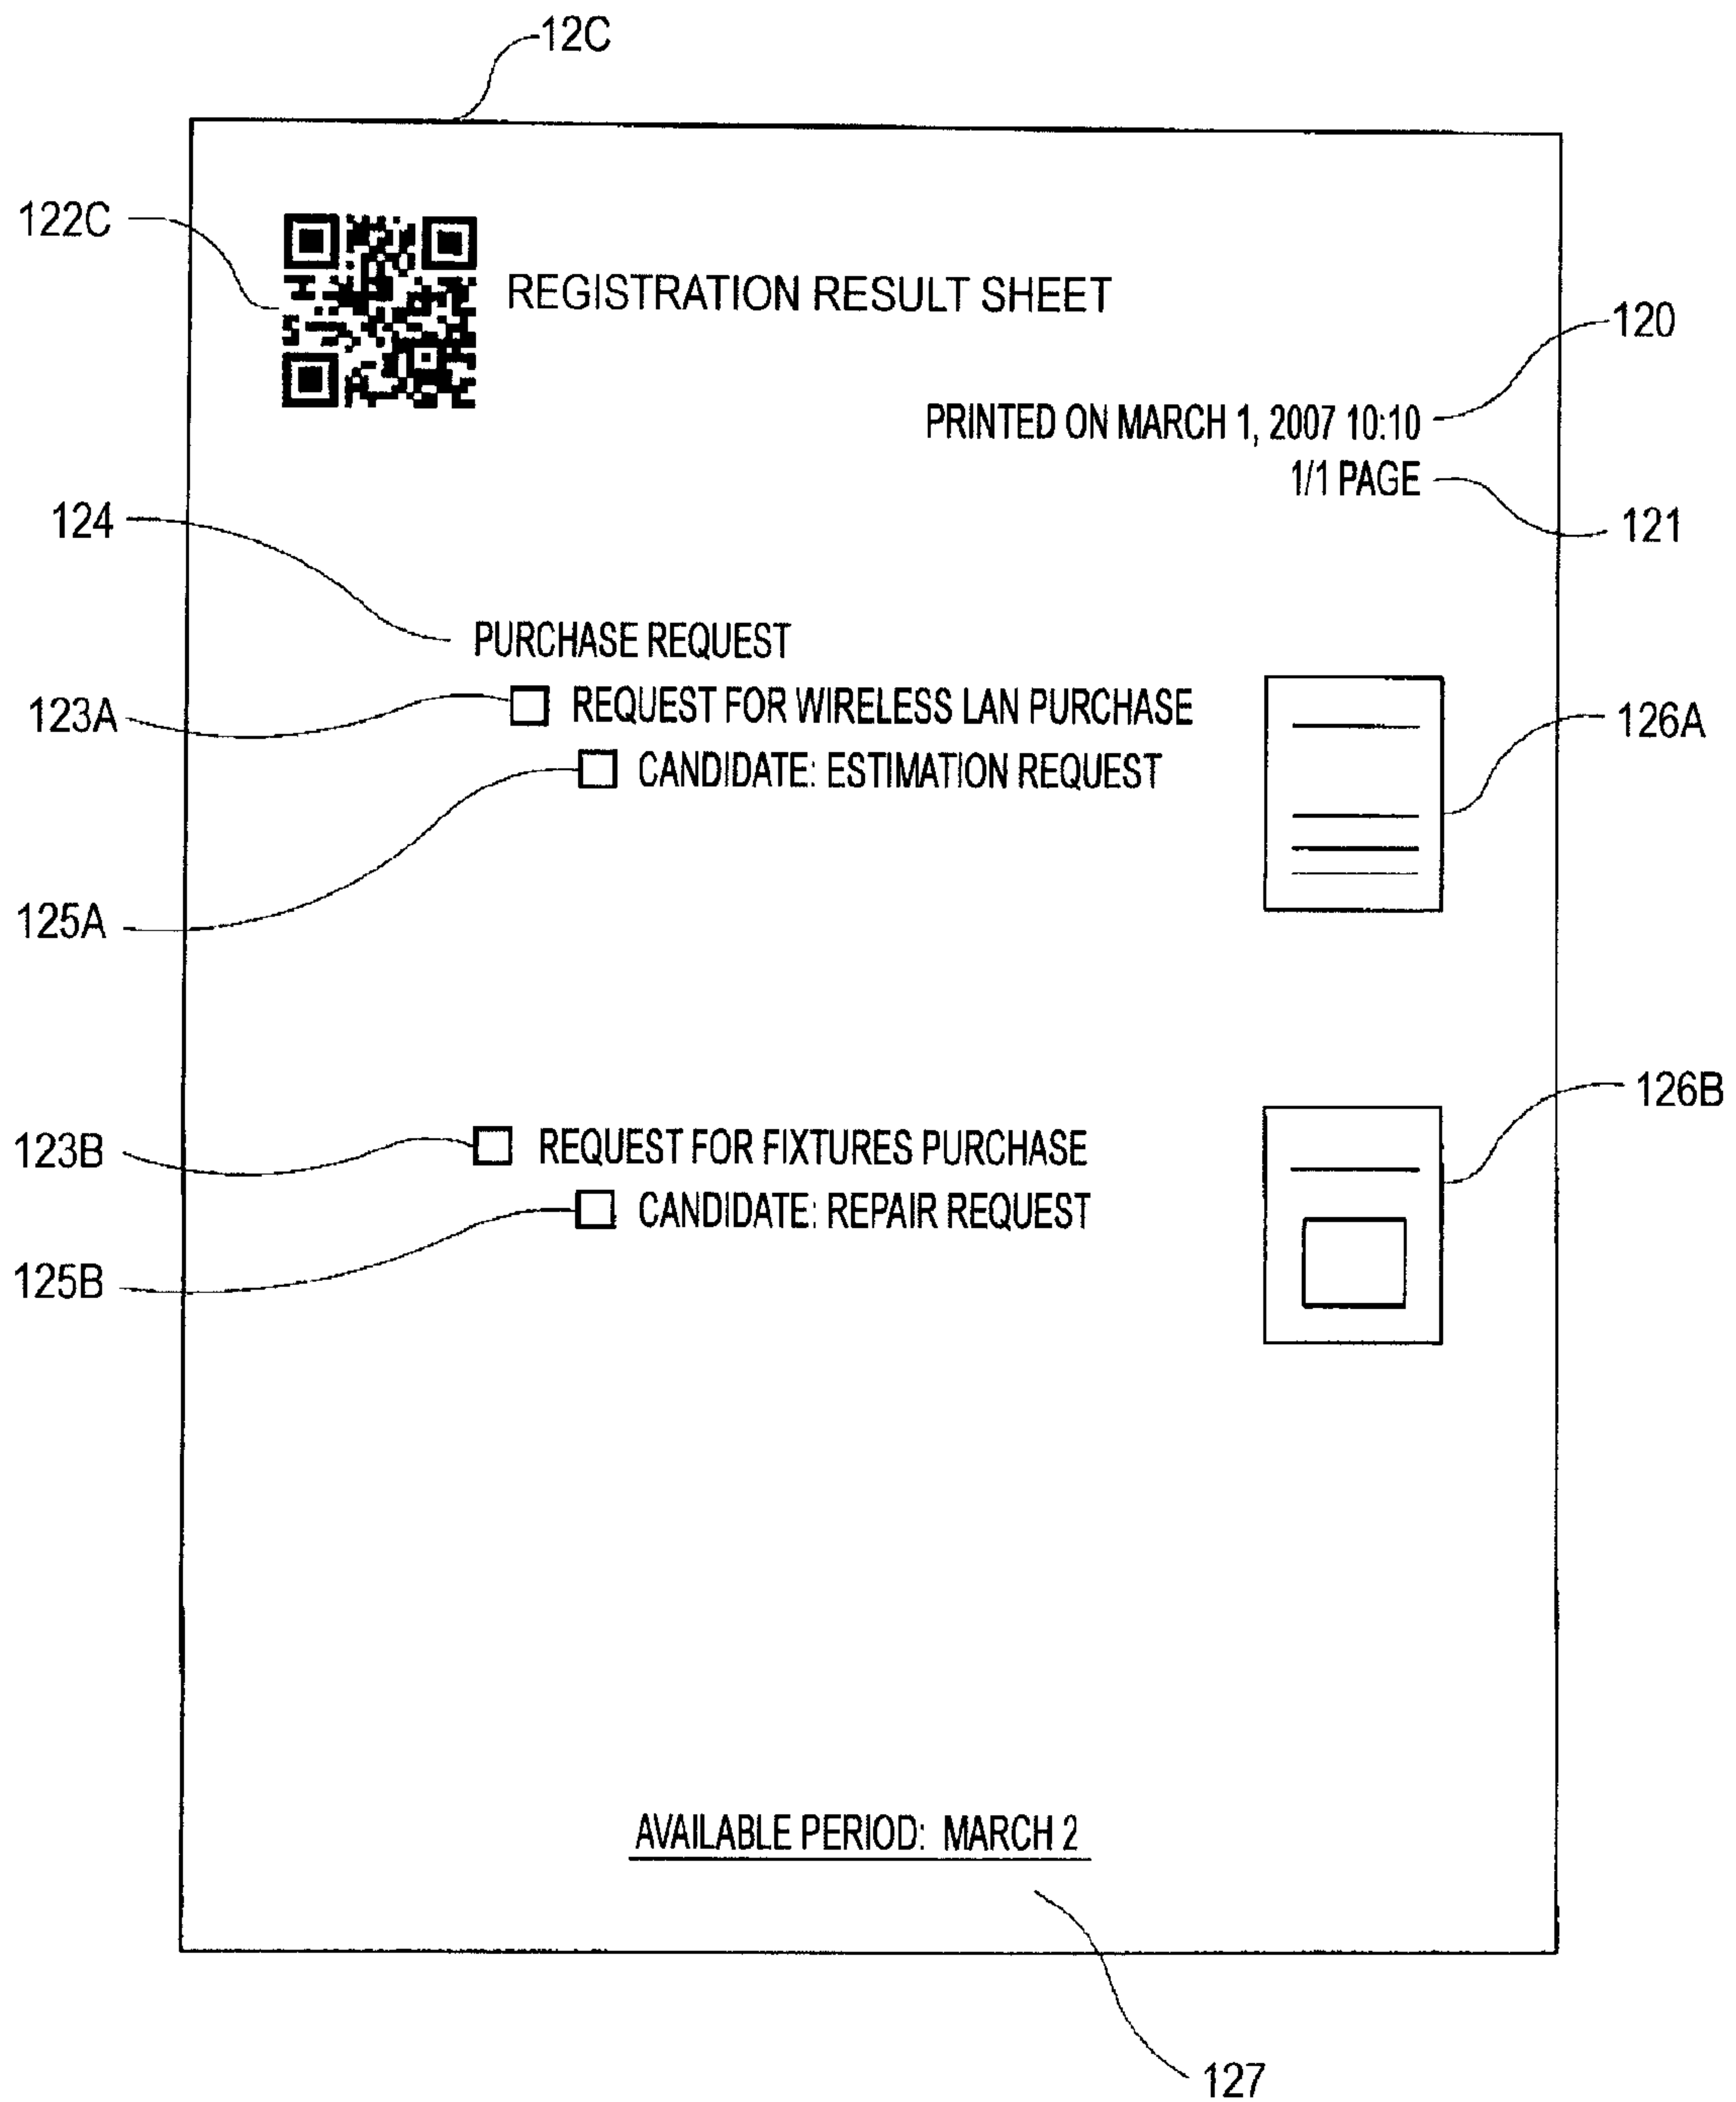 12C
122C
REGISTRATION RESULT SHEET
120
PRINTED ON MARCH 1, 2007 10:10
1/1 PAGE
121
124
PURCHASE REQUEST
123A
REQUEST FOR WIRELESS LAN PURCHASE
126A
CANDIDATE: ESTIMATION REQUEST
125A
126B
123B
REQUEST FOR FIXTURES PURCHASE
CANDIDATE: REPAIR REQUEST
125B
AVAILABLE PERIOD: MARCH 2
127